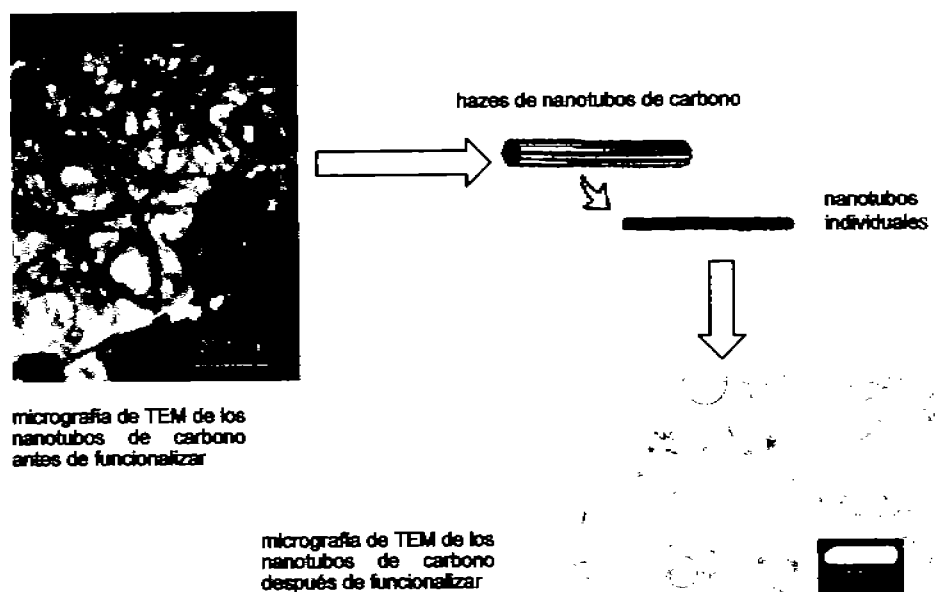 hazes de nanotubos de carbono
nanotubos
individuales
micrografía de TEM de los
nanotubos de carbono
antes de funcionalizar
micrografía de TEM de los
nanotubos de carbono
después de funcionalizar